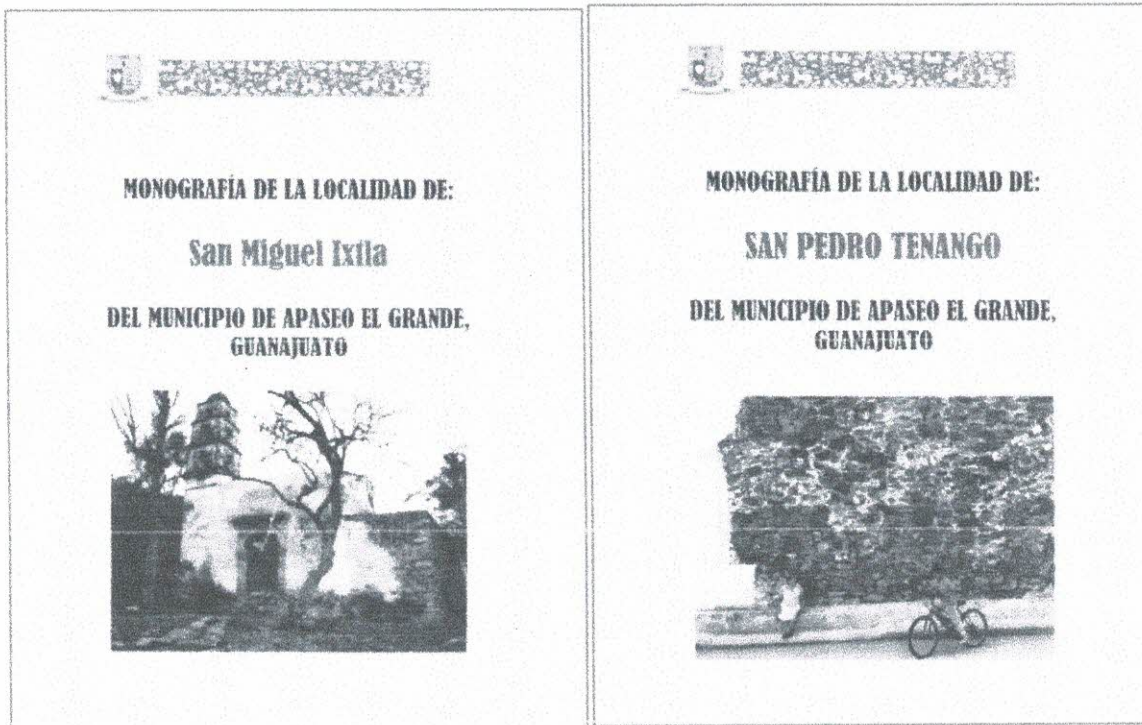 MONOGRAFÍA DE LA LOCALIDAD DE:
San Miguel Ixtla
DEL MUNICIPIO DE APASEO EL GRANDE,
GUANAJUATO
MONOGRAFÍA DE LA LOCALIDAD DE:
SAN PEDRO TENANGO
DEL MUNICIPIO DE APASEO EL GRANDE,
GUANAJUATO